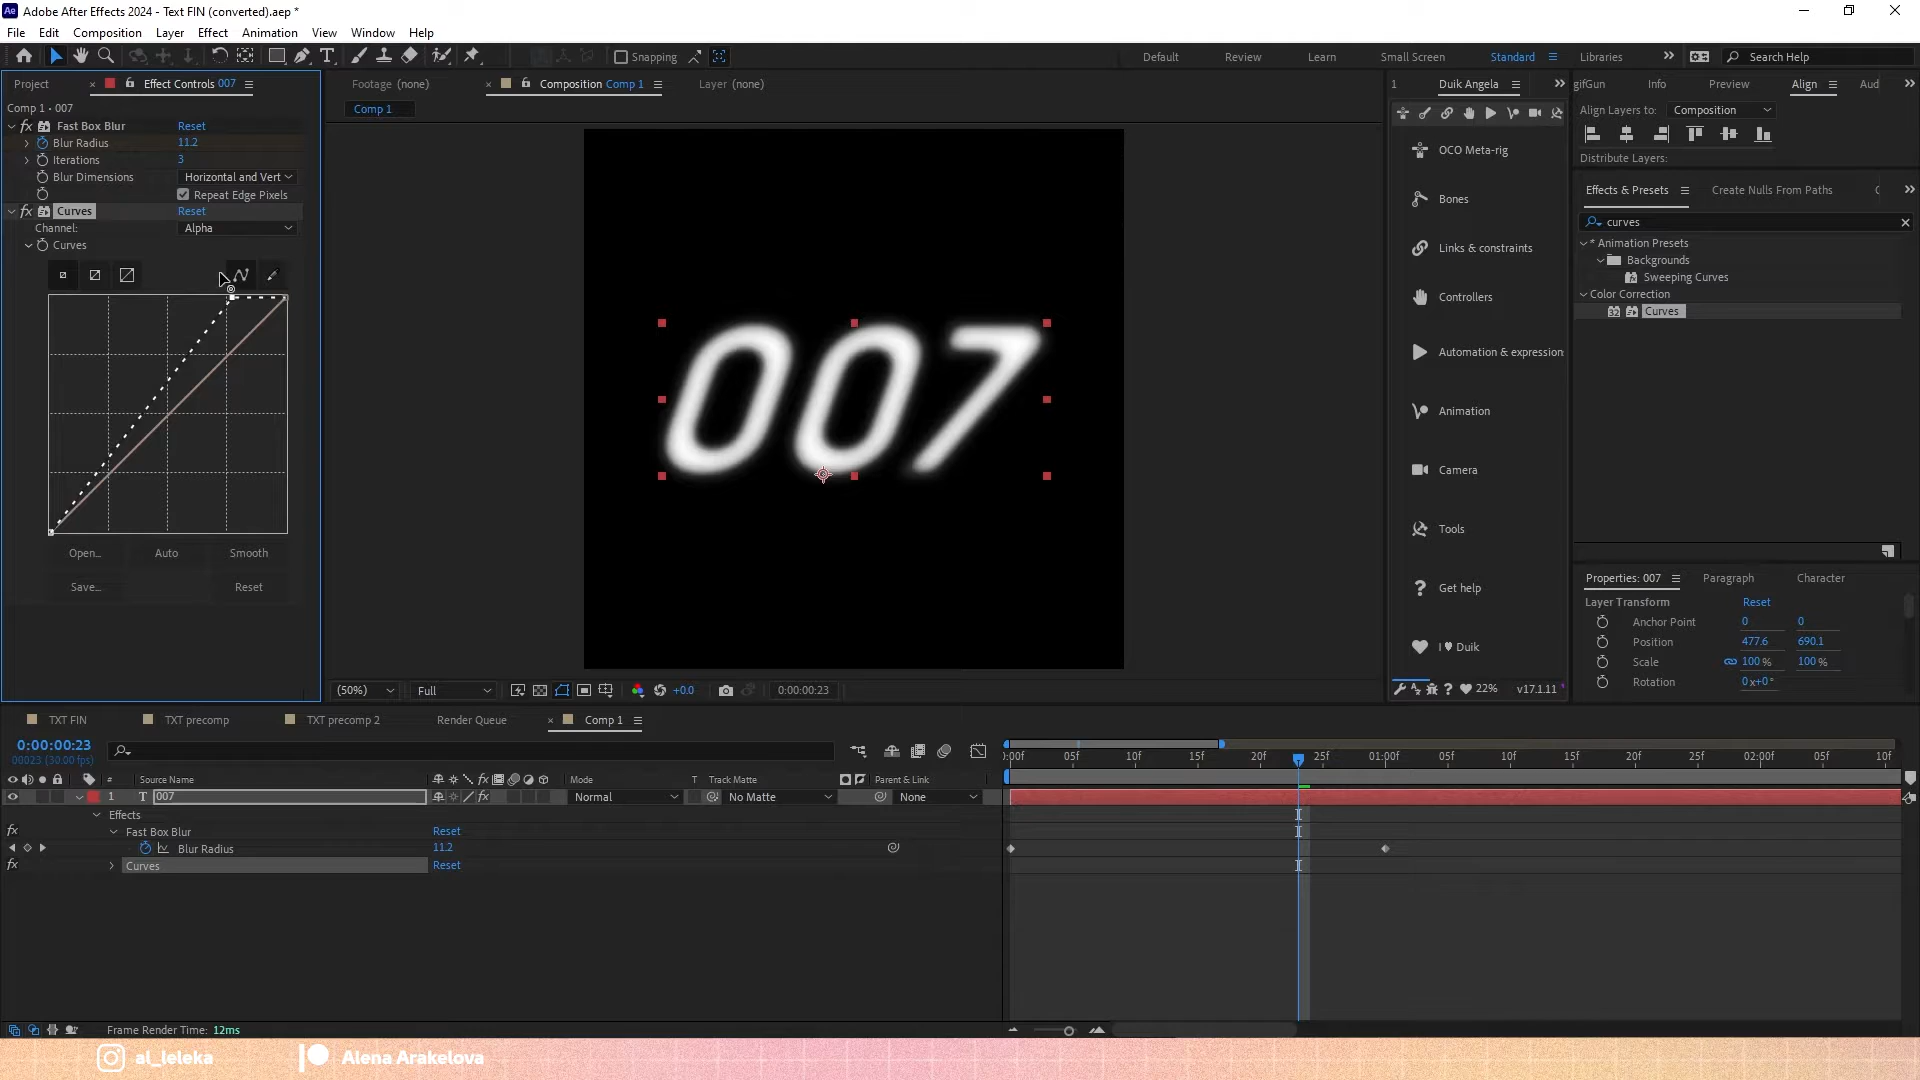 Ae Adobe After Effects 2024 - Text FIN (converted).aep *
File Edit Composition Layer Effect Animation View Window Help
Snapping Default Review Learn Small Screen Standard Libraries Search Help
Project Effect Controls 007
Comp 1 • 007
fx Fast Box Blur Reset
Blur Radius 11.2
Iterations 3
Blur Dimensions Horizontal and Vert
Repeat Edge Pixels
fx Curves Reset
Channel: Alpha
Curves
Open... Auto Smooth
Save... Reset
Footage (none) Composition Comp 1 Layer (none)
Comp 1
007
(50%) Full +0.0 0:00:00:23
1 Duik Angela
OCO Meta-rig
Bones
Links & constraints
Controllers
Automation & expression
Animation
Camera
Tools
Get help
I ♥ Duik
22% v17.1.11
gifGun Info Preview Align Aud
Align Layers to: Composition
Distribute Layers:
Effects & Presets Create Nulls From Paths
curves
* Animation Presets
Backgrounds
Sweeping Curves
Color Correction
32 Curves
Properties: 007 Paragraph Character
Layer Transform Reset
Anchor Point 0 0
Position 477.6 690.1
Scale 100 % 100 %
Rotation 0x+0°
TXT FIN TXT precomp TXT precomp 2 Render Queue Comp 1
0:00:00:23
00023 (30.00 fps)
:00f 05f 10f 15f 20f 25f 01:00f 05f 10f 15f 20f 25f 02:00f 05f 10f
# Source Name fx Mode T Track Matte Parent & Link
1 T 007 fx Normal No Matte None
Effects
fx Fast Box Blur Reset
Blur Radius 11.2
fx Curves Reset
Frame Render Time: 12ms
al_leleka Alena Arakelova